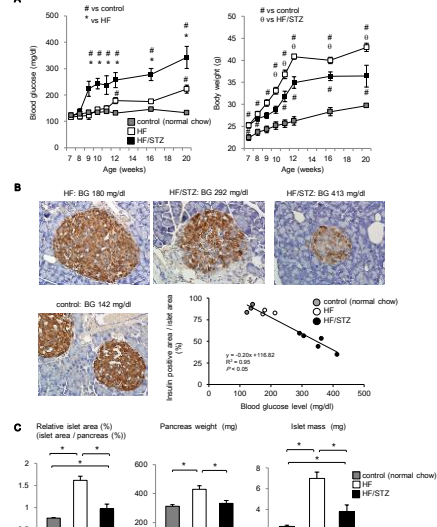 A
# vs control
* vs HF
Blood glucose (mg/dl)
500
400
300
200
100
0
# # # # # # #
* * * * * *
#
#
control (normal chow)
HF
HF/STZ
7 8 9 10 11 12 14 16 18 20
Age (weeks)
# vs control
θ vs HF/STZ
Body weight (g)
50
45
40
35
30
25
20
7 8 9 10 11 12 14 16 18 20
Age (weeks)
B
HF: BG 180 mg/dl
HF/STZ: BG 292 mg/dl
HF/STZ: BG 413 mg/dl
control: BG 142 mg/dl
Insulin positive area / islet area
(%)
100
75
50
25
0
control (normal chow)
HF
HF/STZ
y = -0.20x +116.82
R² = 0.95
P < 0.05
0 100 200 300 400 500
Blood glucose level (mg/dl)
C
Relative islet area (%)
(islet area / pancreas (%))
* *
*
2
1.5
1
Pancreas weight (mg)
* *
600
400
200
Islet mass (mg)
* *
*
8
6
4
control (normal chow)
HF
HF/STZ